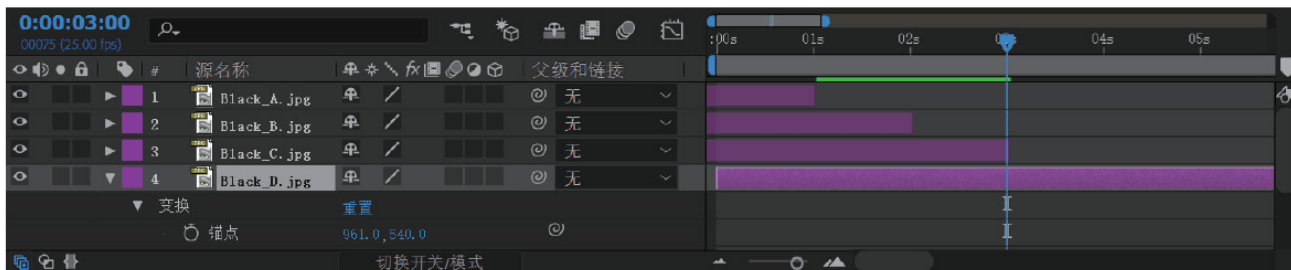 0:00:03:00
00075 (25.00 fps)
:00s 01s 02s 04s 05s
# 源名称 fx 父级和链接
1 Black_A.jpg 无
2 Black_B.jpg 无
3 Black_C.jpg 无
4 Black_D.jpg 无
变换 重置
锚点 961.0,540.0
切换开关/模式